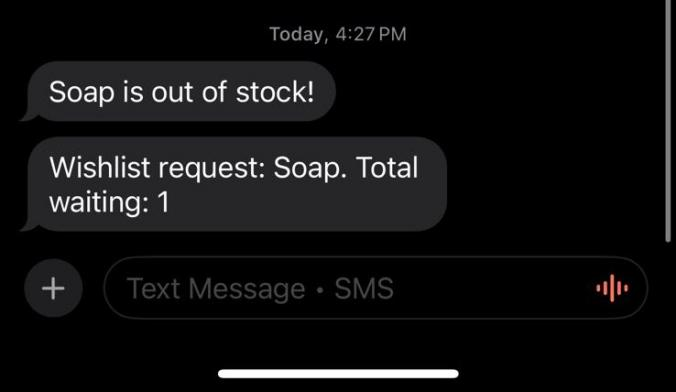 Today, 4:27 PM
Soap is out of stock!
Wishlist request: Soap. Total
waiting: 1
Text Message • SMS